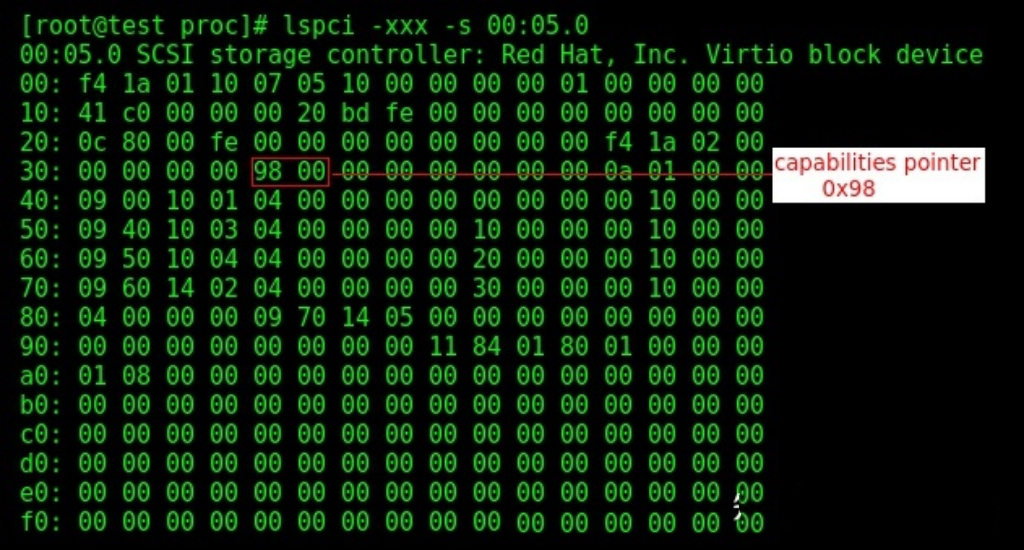 [root@test proc]# lspci -xxx -s 00:05.0
00:05.0 SCSI storage controller: Red Hat, Inc. Virtio block device
00: f4 1a 01 10 07 05 10 00 00 00 00 01 00 00 00 00
10: 41 c0 00 00 00 20 bd fe 00 00 00 00 00 00 00 00
20: 0c 80 00 fe 00 00 00 00 00 00 00 00 f4 1a 02 00
30: 00 00 00 00 98 00 00 00 00 00 00 00 0a 01 00 00
capabilities pointer
0x98
40: 09 00 10 01 04 00 00 00 00 00 00 00 00 10 00 00
50: 09 40 10 03 04 00 00 00 00 10 00 00 00 10 00 00
60: 09 50 10 04 04 00 00 00 00 20 00 00 00 10 00 00
70: 09 60 14 02 04 00 00 00 00 30 00 00 00 10 00 00
80: 04 00 00 00 09 70 14 05 00 00 00 00 00 00 00 00
90: 00 00 00 00 00 00 00 00 11 84 01 80 01 00 00 00
a0: 01 08 00 00 00 00 00 00 00 00 00 00 00 00 00 00
b0: 00 00 00 00 00 00 00 00 00 00 00 00 00 00 00 00
c0: 00 00 00 00 00 00 00 00 00 00 00 00 00 00 00 00
d0: 00 00 00 00 00 00 00 00 00 00 00 00 00 00 00 00
e0: 00 00 00 00 00 00 00 00 00 00 00 00 00 00 00 00
f0: 00 00 00 00 00 00 00 00 00 00 00 00 00 00 00 00